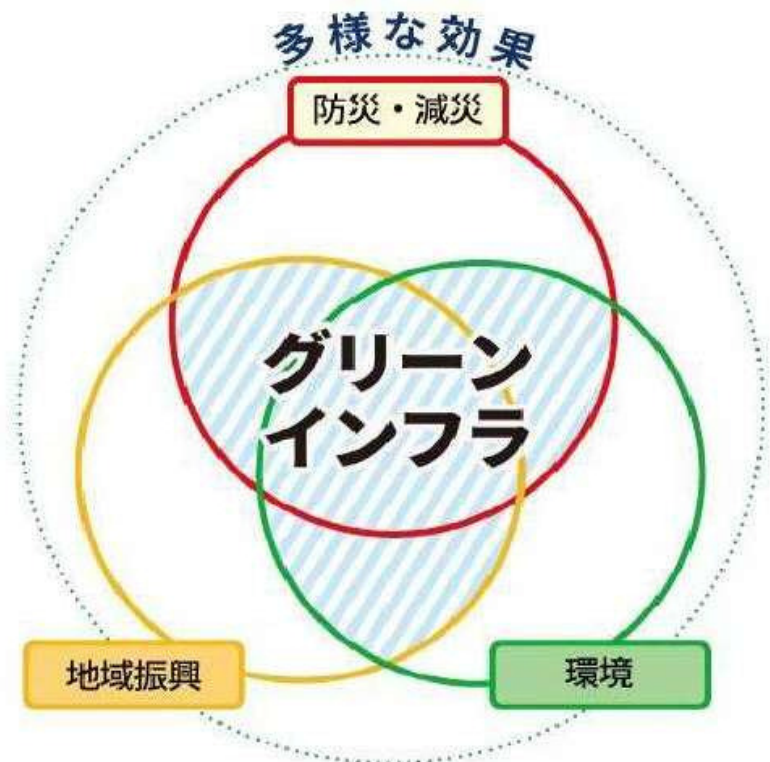 多様な効果
防災・減災
グリーン
インフラ
地域振興
環境